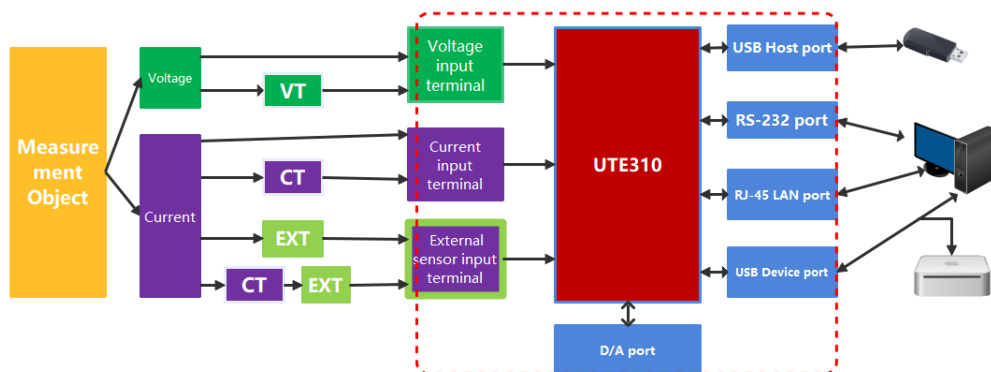 Measure
ment
Object
Voltage
VT
Voltage
input
terminal
Current
CT
Current
input
terminal
EXT
External
sensor input
terminal
CT
EXT
UTE310
USB Host port
RS-232 port
RJ-45 LAN port
USB Device port
D/A port